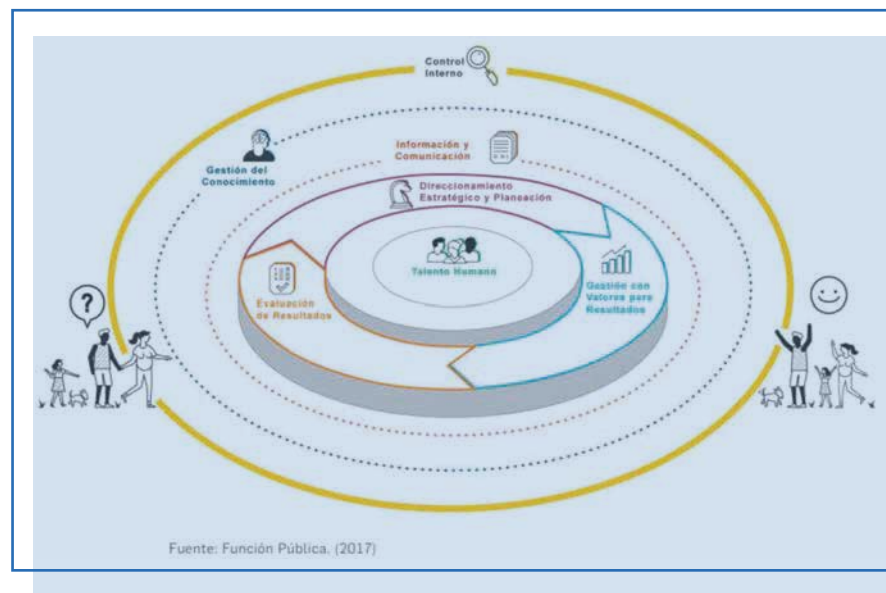 Control
Interno
Información y
Comunicación
Gestión del
Conocimiento
Direccionamiento
Estratégico y Planeación
Talento Humano
Gestión con
Valores para
Resultados
Evaluación
de Resultados
?
Fuente: Función Pública. (2017)